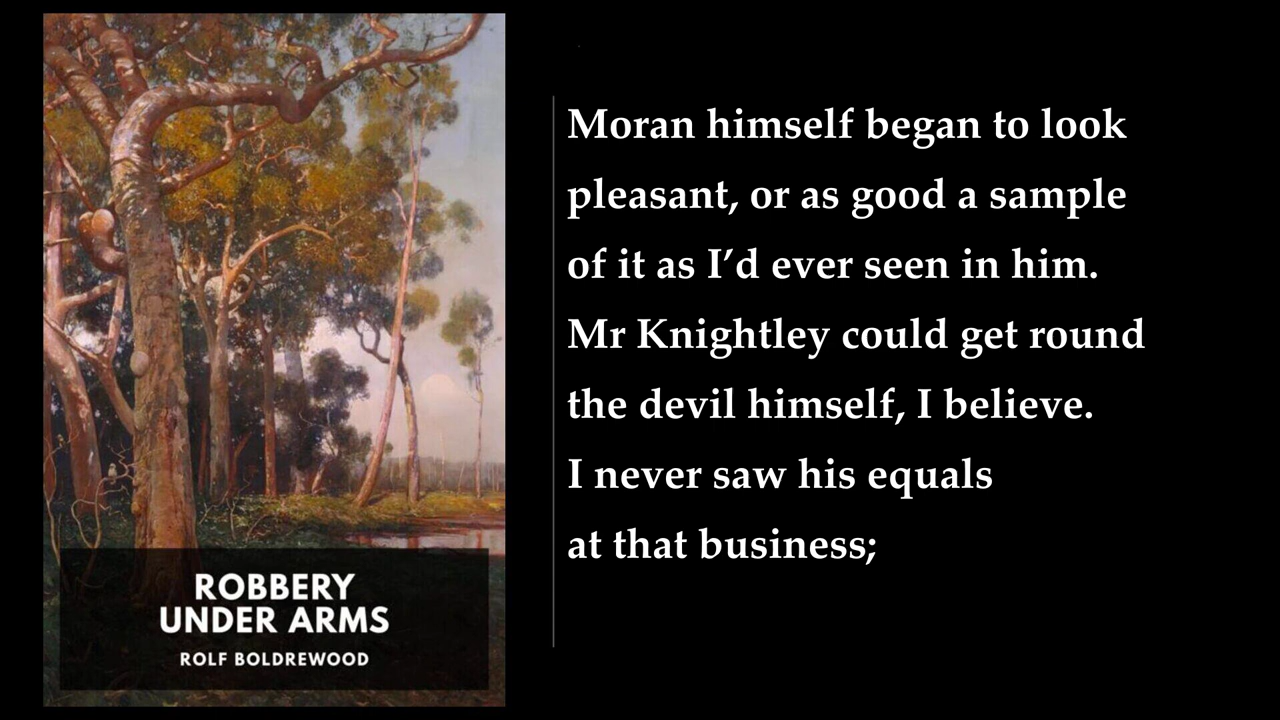 Moran himself began to look
pleasant, or as good a sample
of it as I’d ever seen in him.
Mr Knightley could get round
the devil himself, I believe.
I never saw his equals
at that business;
ROBBERY
UNDER ARMS
ROLF BOLDREWOOD